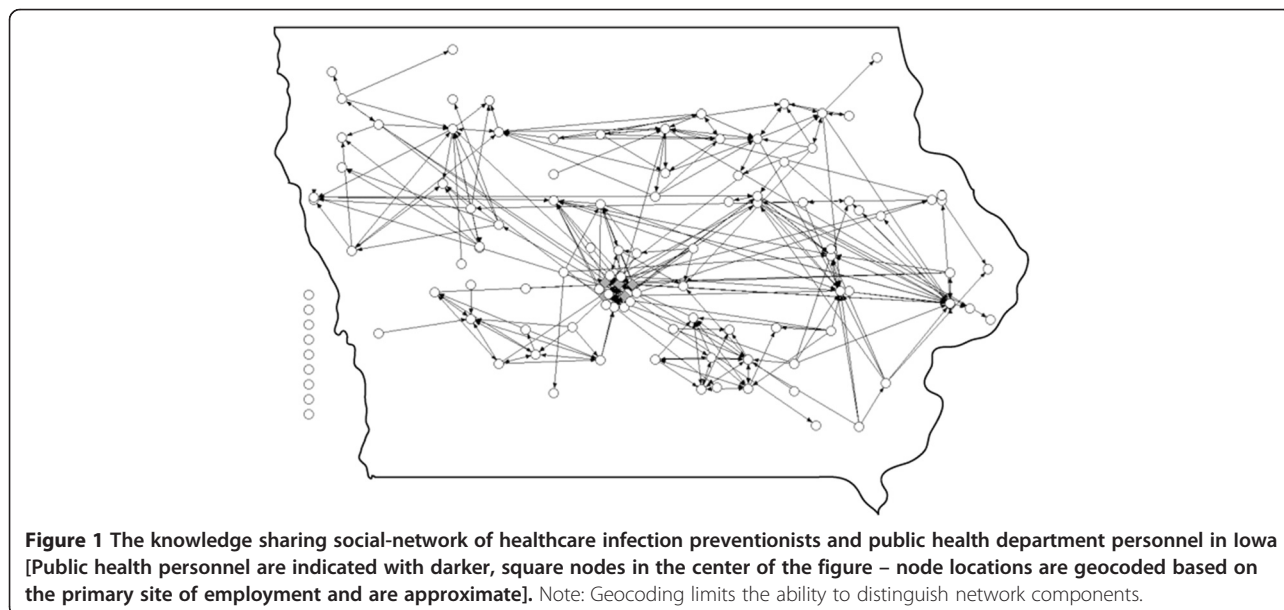 Figure 1 The knowledge sharing social-network of healthcare infection preventionists and public health department personnel in Iowa
[Public health personnel are indicated with darker, square nodes in the center of the figure – node locations are geocoded based on
the primary site of employment and are approximate]. Note: Geocoding limits the ability to distinguish network components.